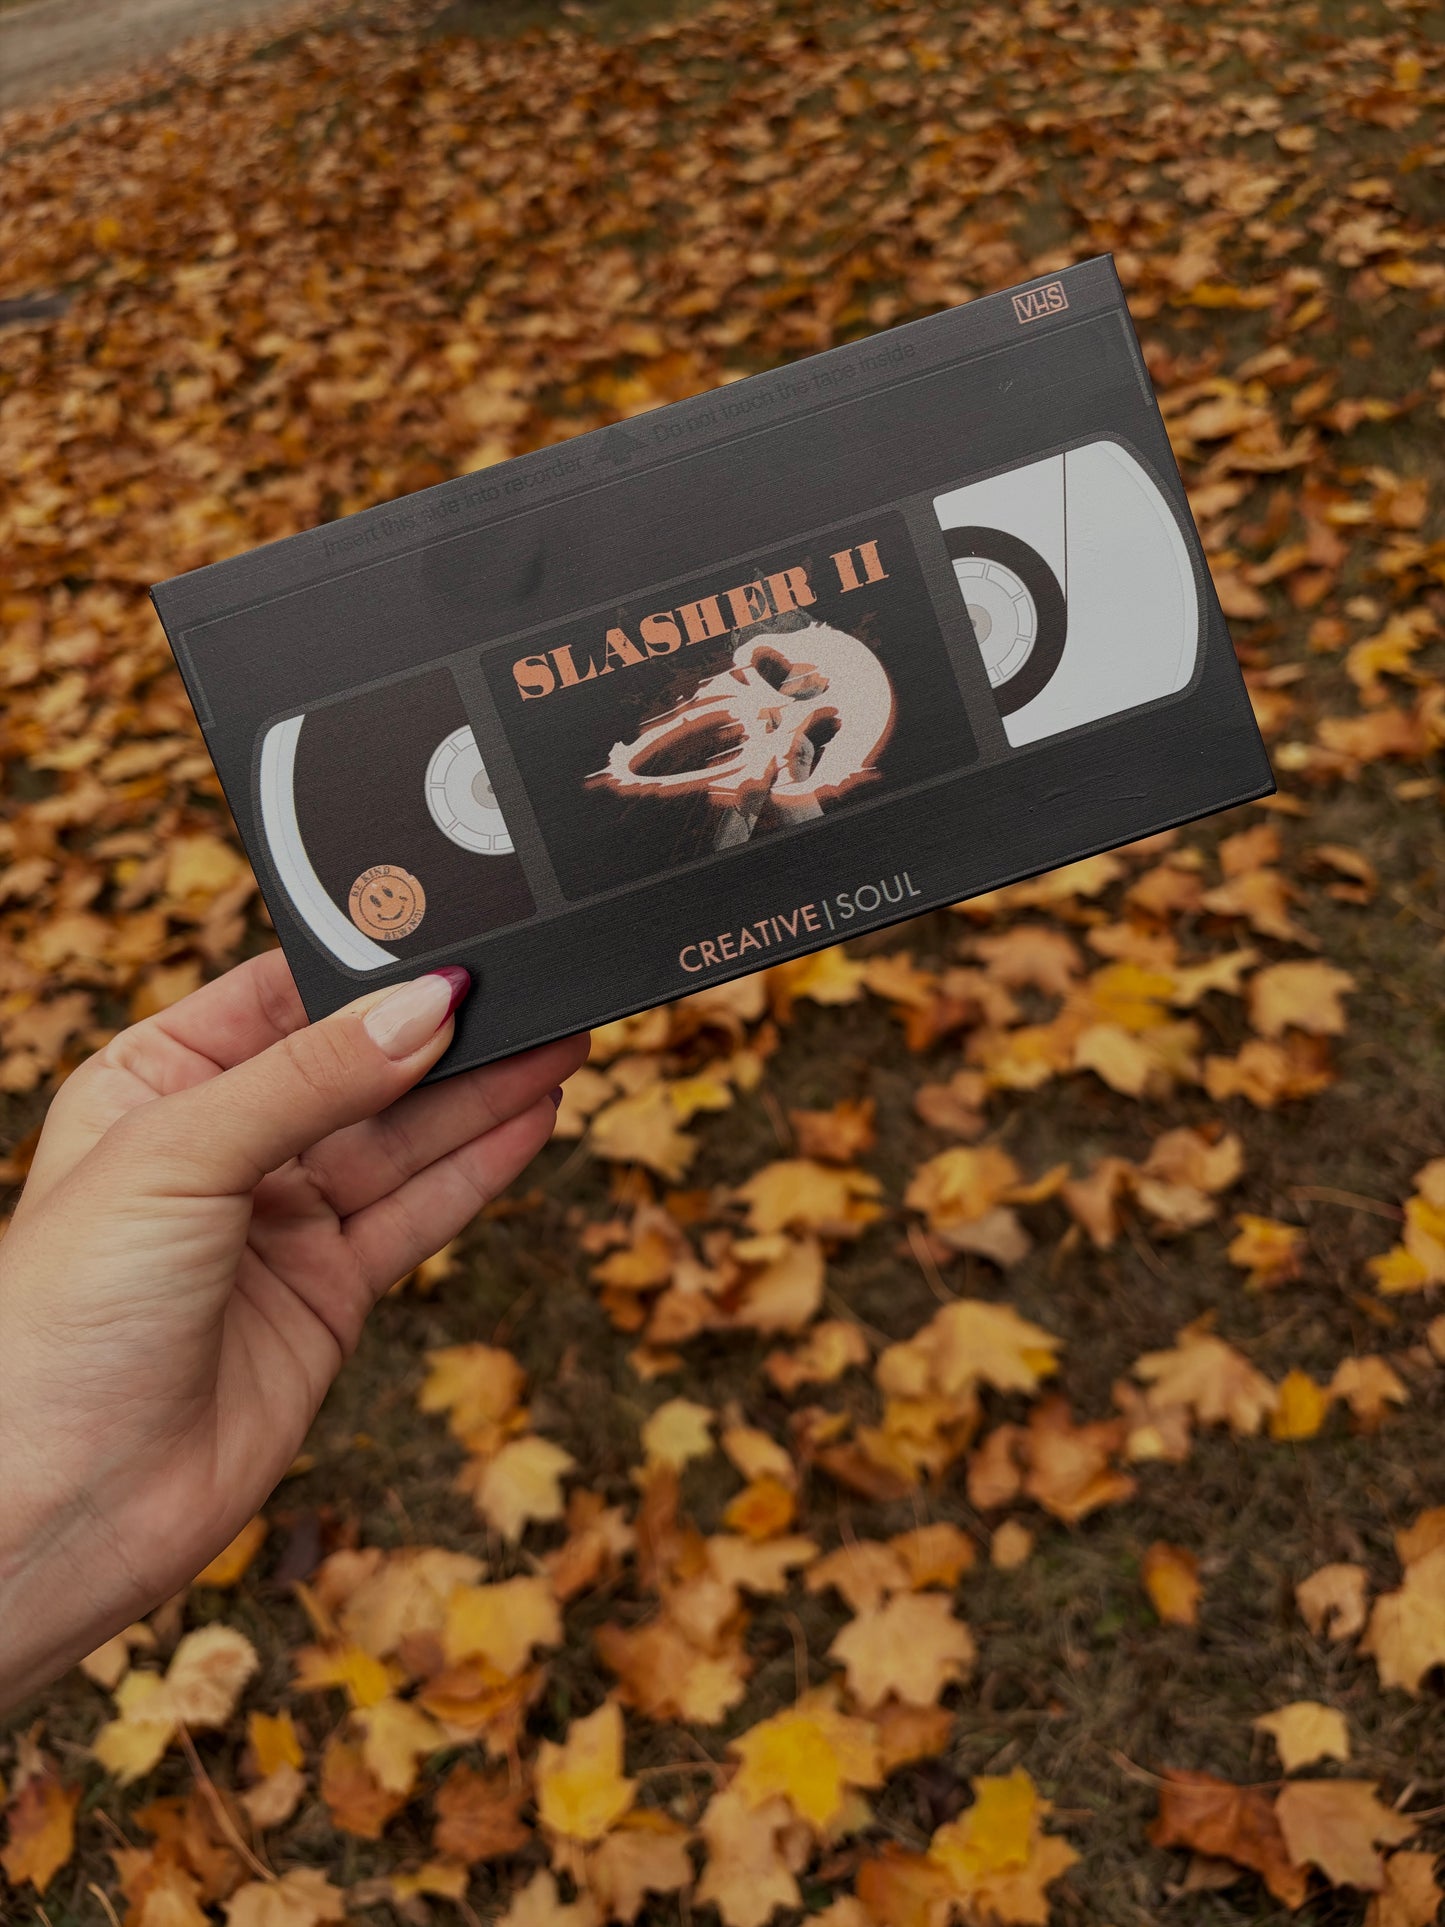 VHS
Insert this side into recorder Do not touch the tape inside
SLASHER II
BE KIND
REWIND
CREATIVE|SOUL